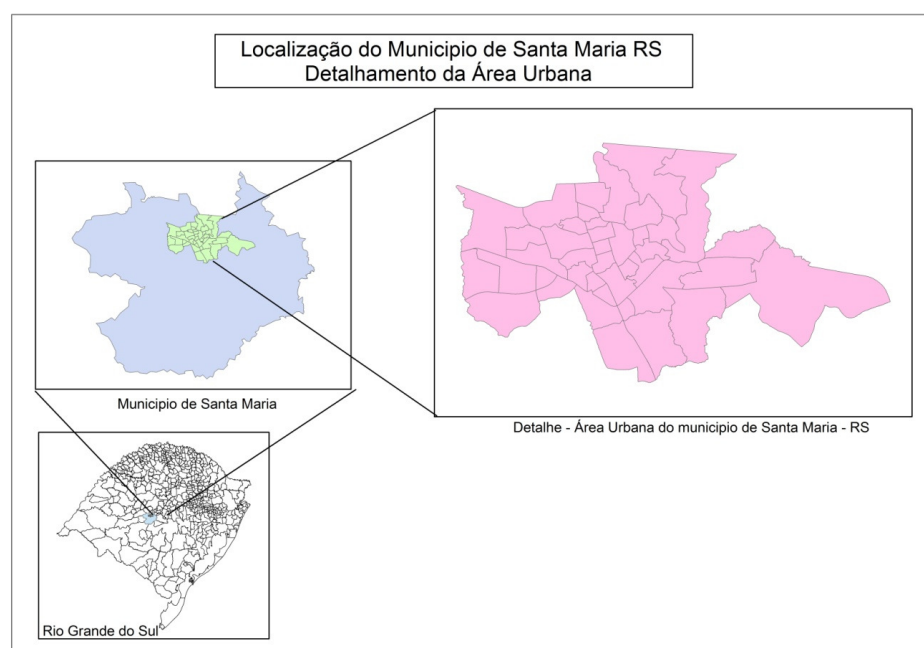 Localização do Municipio de Santa Maria RS
Detalhamento da Área Urbana
Municipio de Santa Maria
Detalhe - Área Urbana do municipio de Santa Maria - RS
Rio Grande do Sul